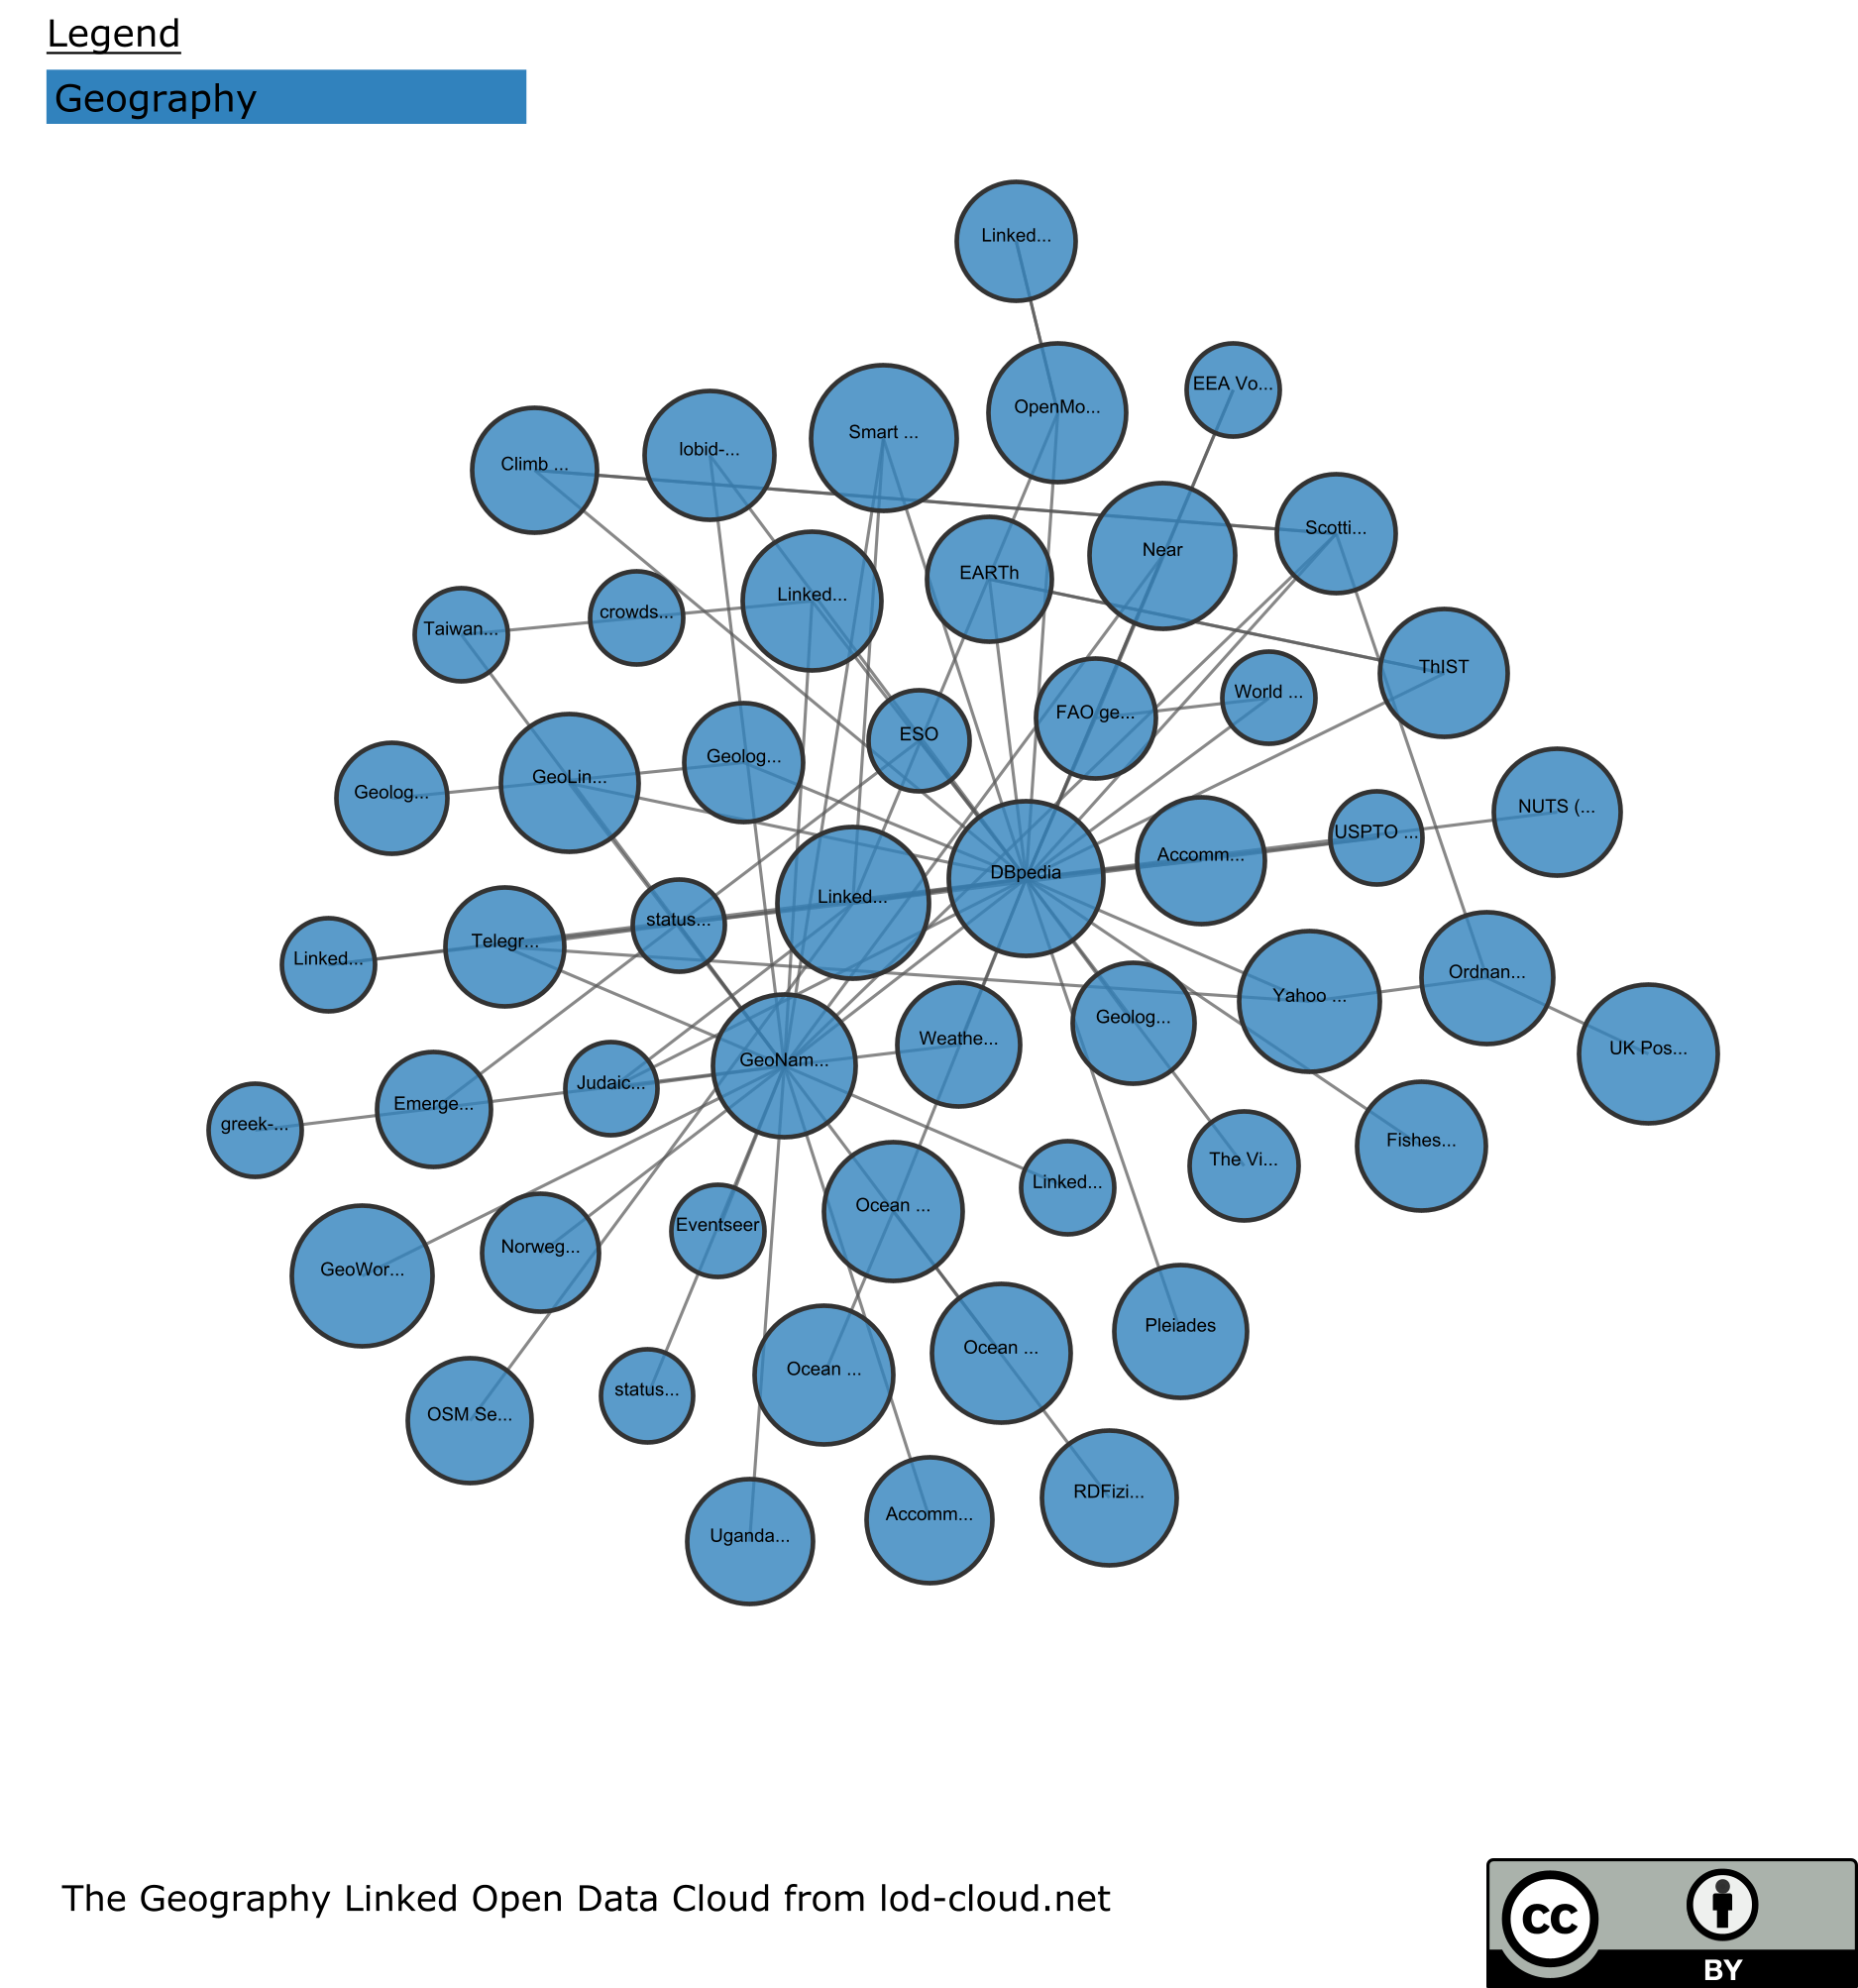 Legend
Geography
Linked...
EEA Vo...
OpenMo...
Smart ...
lobid-...
Climb ...
Scotti...
Near
EARTh
Linked...
crowds...
Taiwan...
ThIST
World ...
FAO ge...
ESO
Geolog...
GeoLin...
Geolog...
NUTS (...
USPTO ...
Accomm...
DBpedia
Linked...
status...
Telegr...
Linked...
Ordnan...
Yahoo ...
Geolog...
Weathe...
UK Pos...
GeoNam...
Judaic...
Emerge...
greek-...
Fishes...
The Vi...
Linked...
Ocean ...
Eventseer
Norweg...
GeoWor...
Pleiades
Ocean ...
Ocean ...
status...
OSM Se...
RDFizi...
Accomm...
Uganda...
The Geography Linked Open Data Cloud from lod-cloud.net
cc
BY